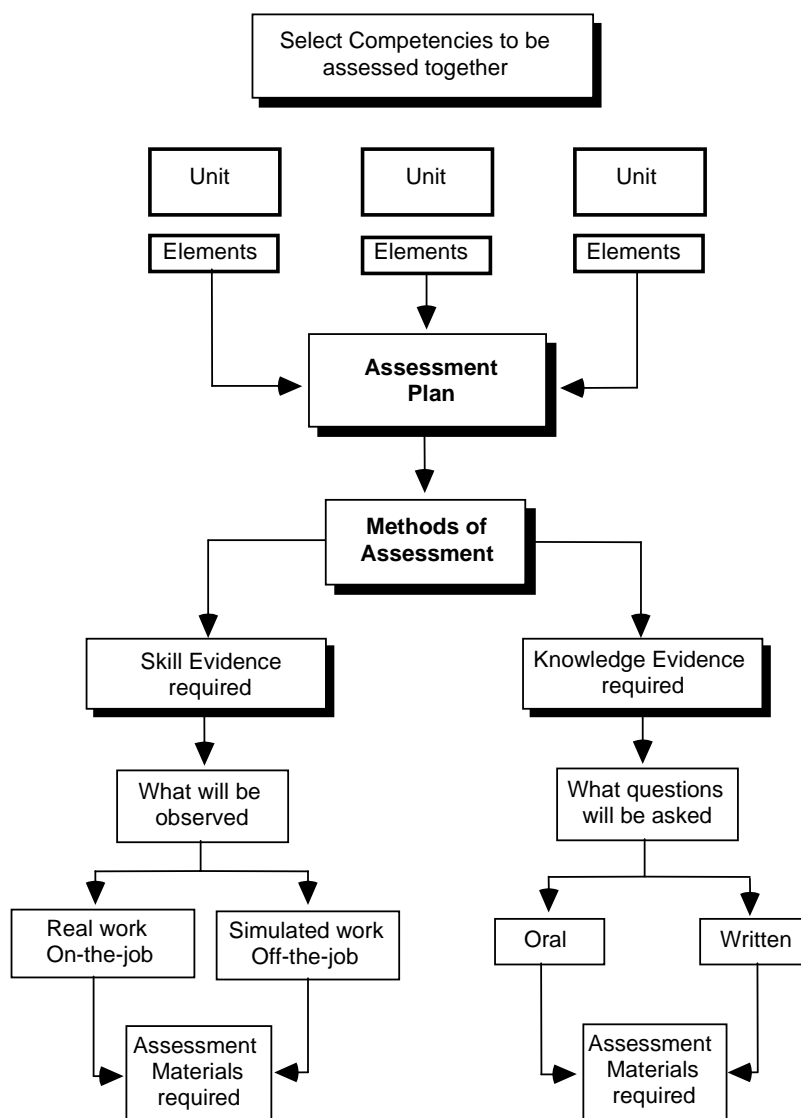 Select Competencies to be
assessed together
Unit
Unit
Unit
Elements
Elements
Elements
Assessment
Plan
Methods of
Assessment
Skill Evidence
required
Knowledge Evidence
required
What will be
observed
What questions
will be asked
Real work
On-the-job
Simulated work
Off-the-job
Oral
Written
Assessment
Materials
required
Assessment
Materials
required